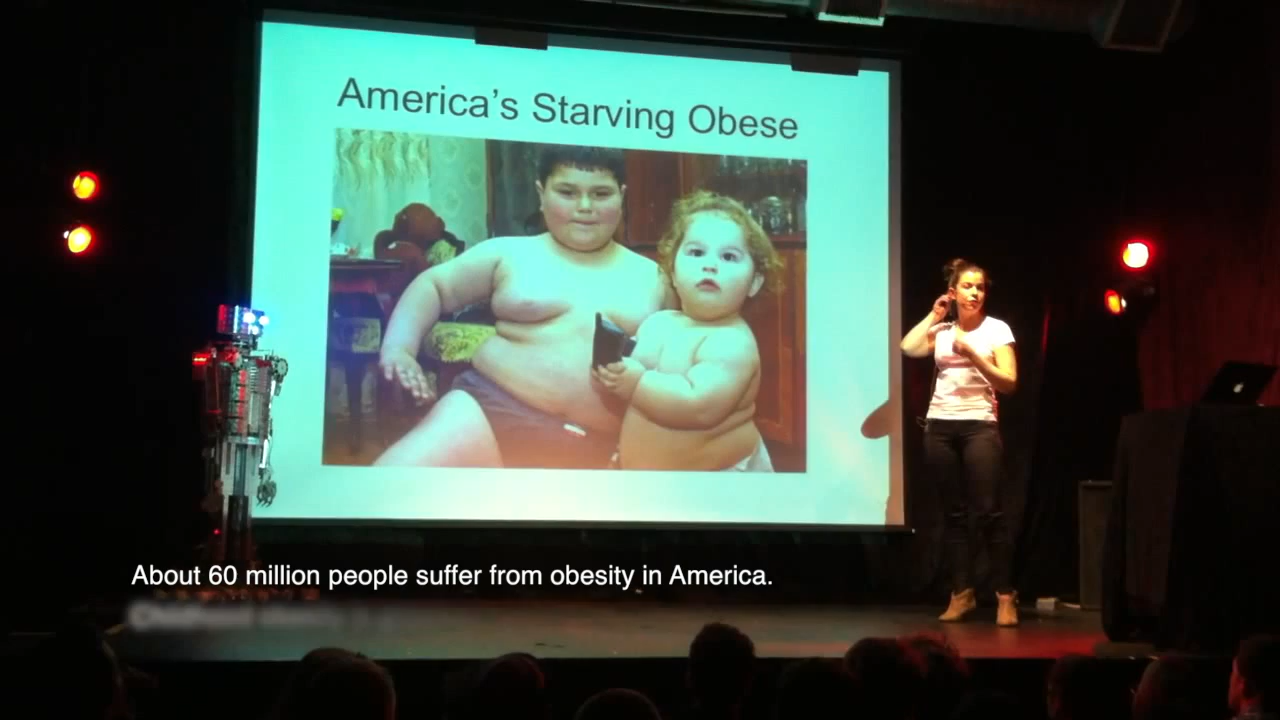 America's Starving Obese
About 60 million people suffer from obesity in America.